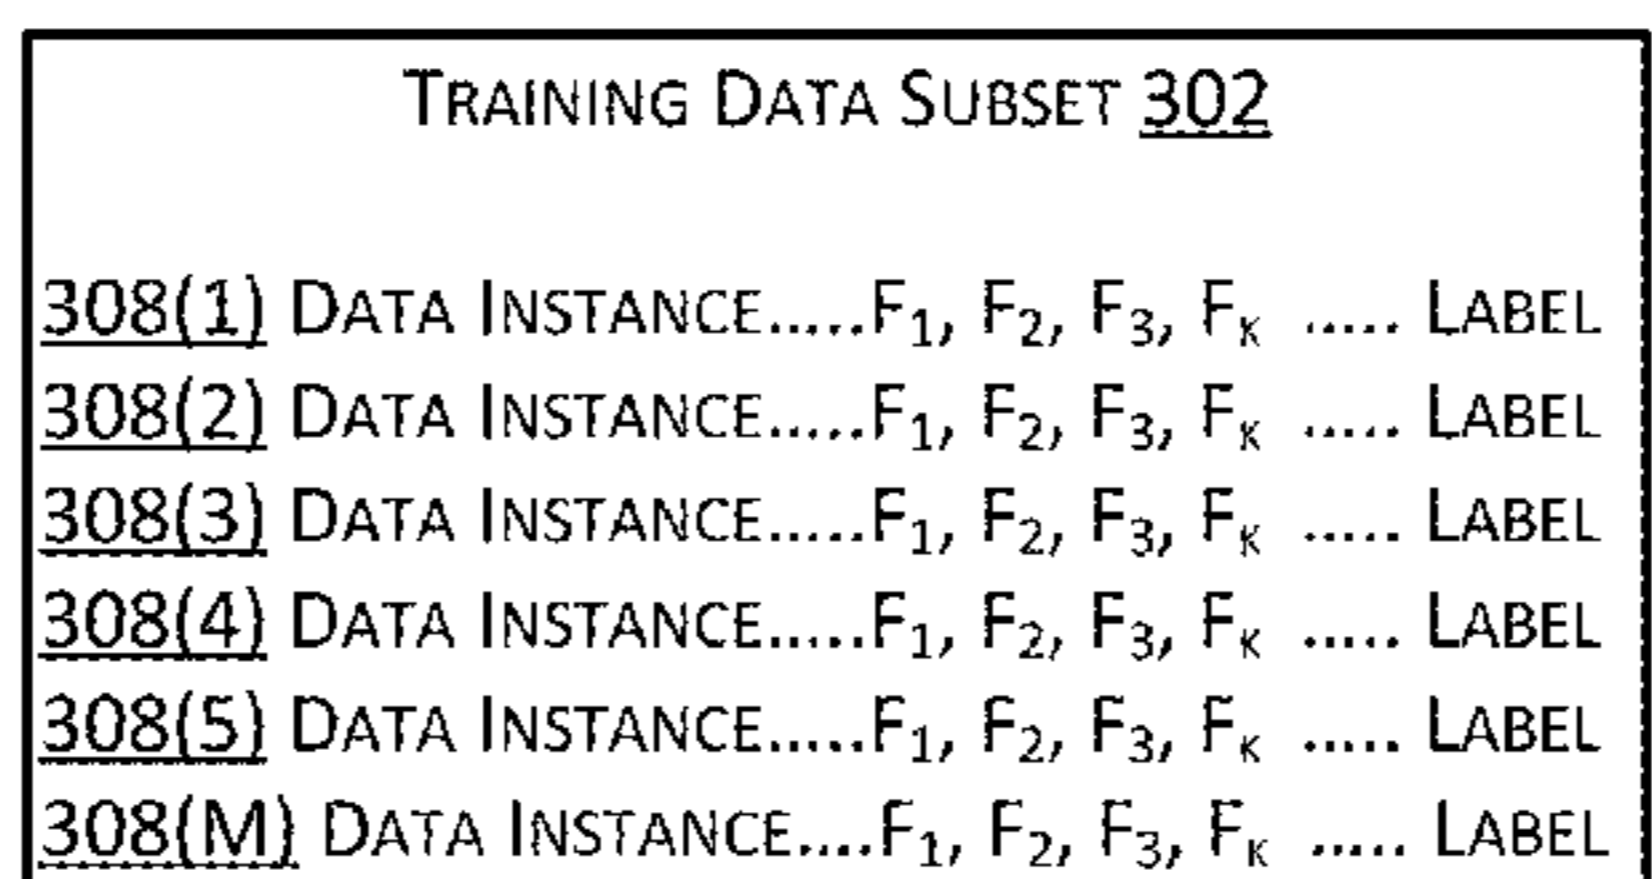 TRAINING DATA SUBSET 302
308(1) DATA INSTANCE.....F₁, F₂, F₃, Fₖ ..... LABEL
308(2) DATA INSTANCE.....F₁, F₂, F₃, Fₖ ..... LABEL
308(3) DATA INSTANCE.....F₁, F₂, F₃, Fₖ ..... LABEL
308(4) DATA INSTANCE.....F₁, F₂, F₃, Fₖ ..... LABEL
308(5) DATA INSTANCE.....F₁, F₂, F₃, Fₖ ..... LABEL
308(M) DATA INSTANCE....F₁, F₂, F₃, Fₖ ..... LABEL